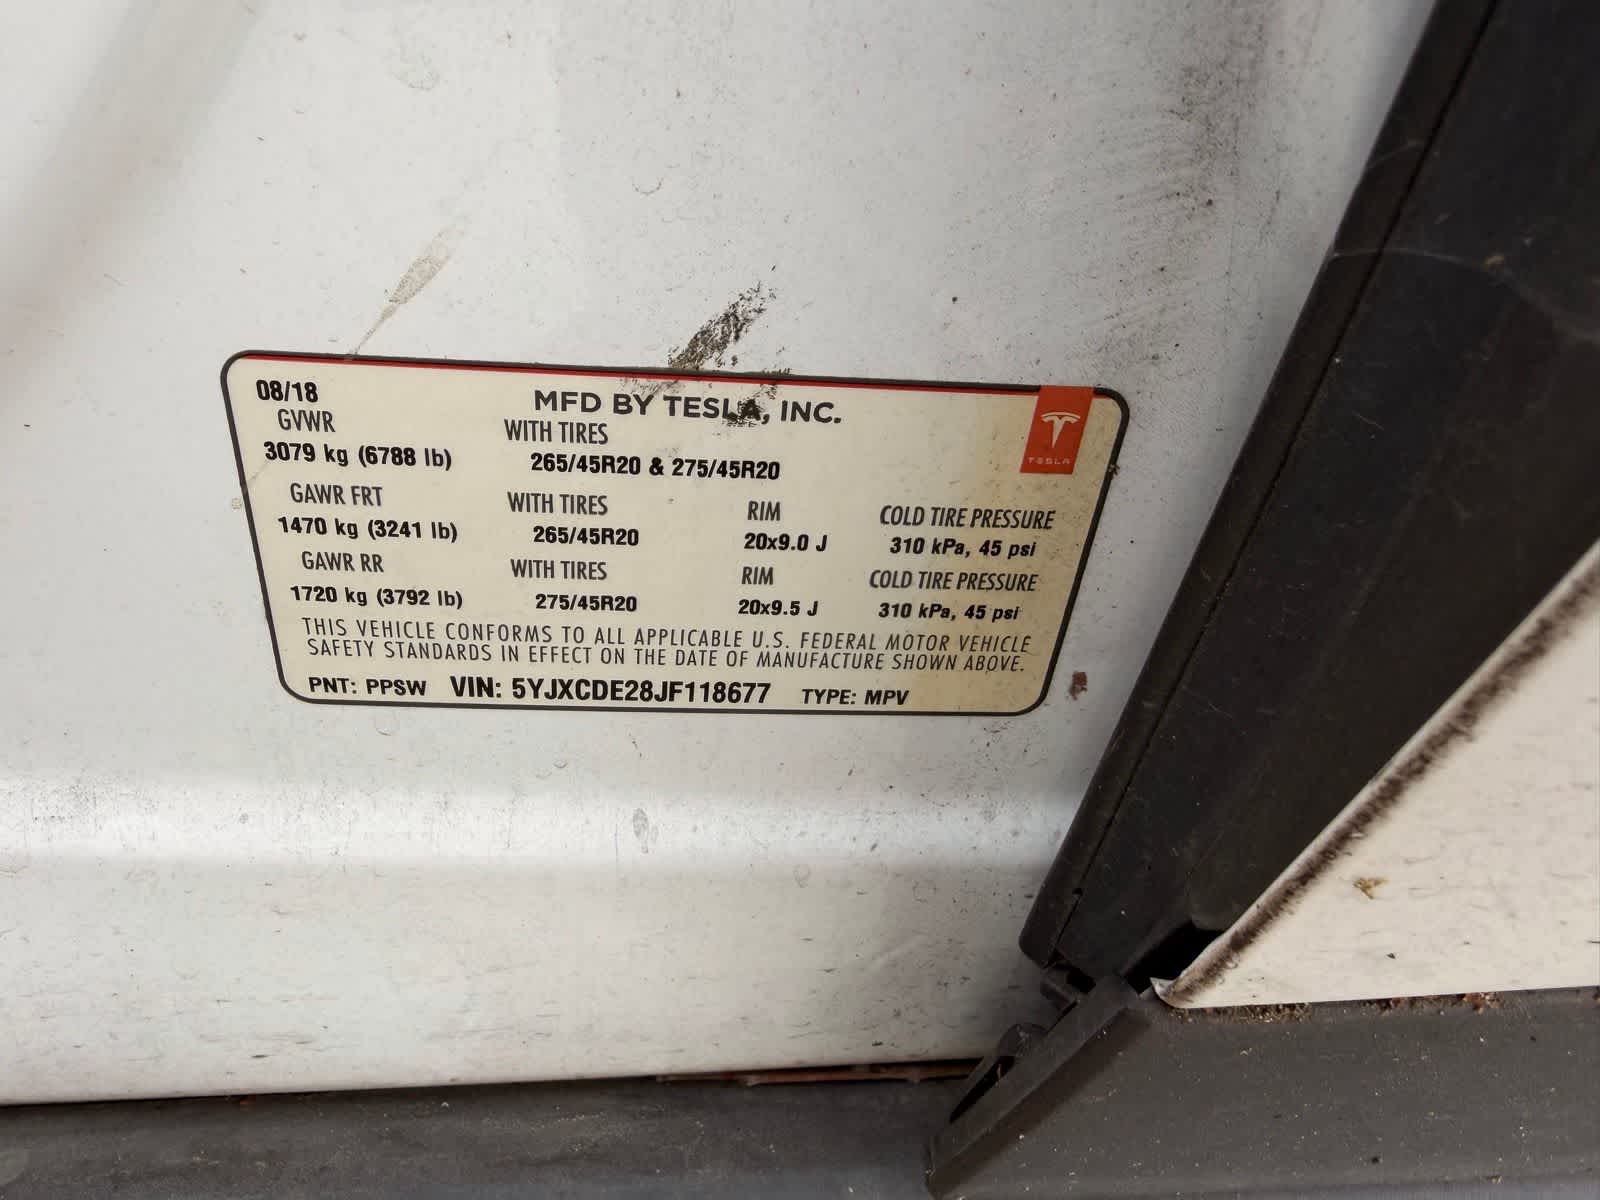 08/18 MFD BY TESLA, INC.
TESLA
GVWR WITH TIRES
3079 kg (6788 lb) 265/45R20 & 275/45R20
GAWR FRT WITH TIRES RIM COLD TIRE PRESSURE
1470 kg (3241 lb) 265/45R20 20x9.0 J 310 kPa, 45 psi
GAWR RR WITH TIRES RIM COLD TIRE PRESSURE
1720 kg (3792 lb) 275/45R20 20x9.5 J 310 kPa, 45 psi
THIS VEHICLE CONFORMS TO ALL APPLICABLE U.S. FEDERAL MOTOR VEHICLE
SAFETY STANDARDS IN EFFECT ON THE DATE OF MANUFACTURE SHOWN ABOVE.
PNT: PPSW VIN: 5YJXCDE28JF118677 TYPE: MPV